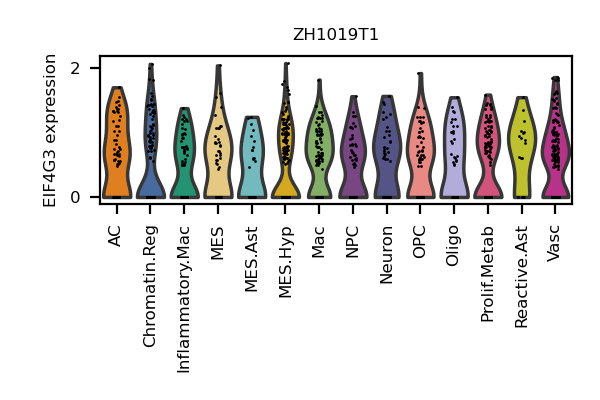 ZH1019T1
EIF4G3 expression
2
0
AC
Chromatin.Reg
Inflammatory.Mac
MES
MES.Ast
MES.Hyp
Mac
NPC
Neuron
OPC
Oligo
Prolif.Metab
Reactive.Ast
Vasc